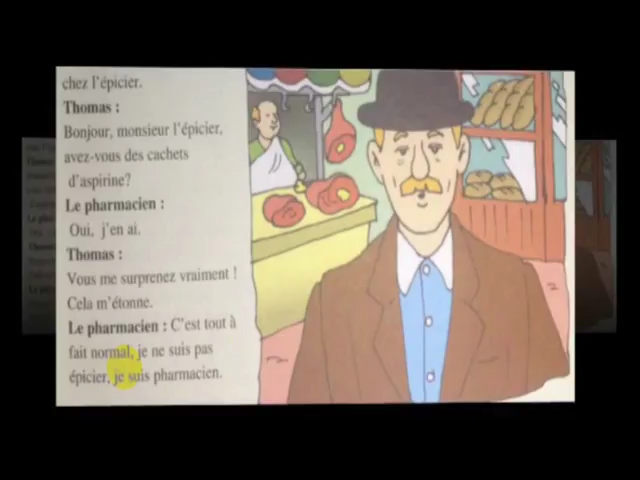 chez l'épicier.
Thomas :
Bonjour, monsieur l'épicier,
avez-vous des cachets
d'aspirine?
Le pharmacien :
Oui, j'en ai.
Thomas :
Vous me surprenez vraiment !
Cela m'étonne.
Le pharmacien : C'est tout à
fait normal, je ne suis pas
épicier, je suis pharmacien.